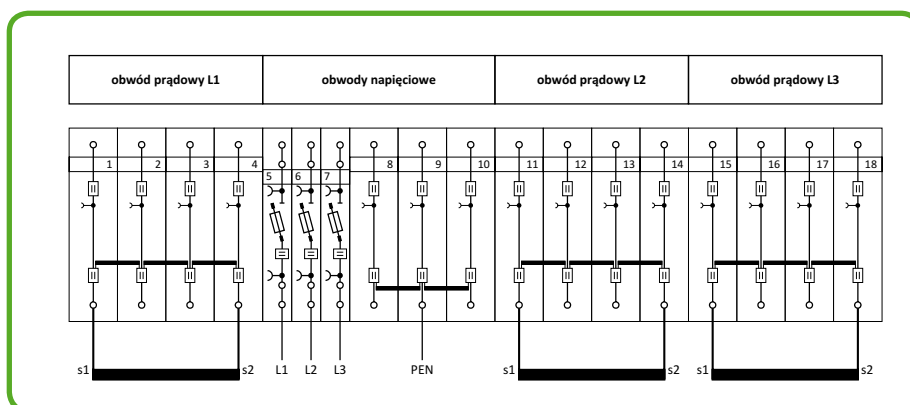 obwód prądowy L1 obwody napięciowe obwód prądowy L2 obwód prądowy L3
1 2 3 4 8 9 10 11 12 13 14 15 16 17 18
5 6 7
s1 s2 L1 L2 L3 PEN s1 s2 s1 s2